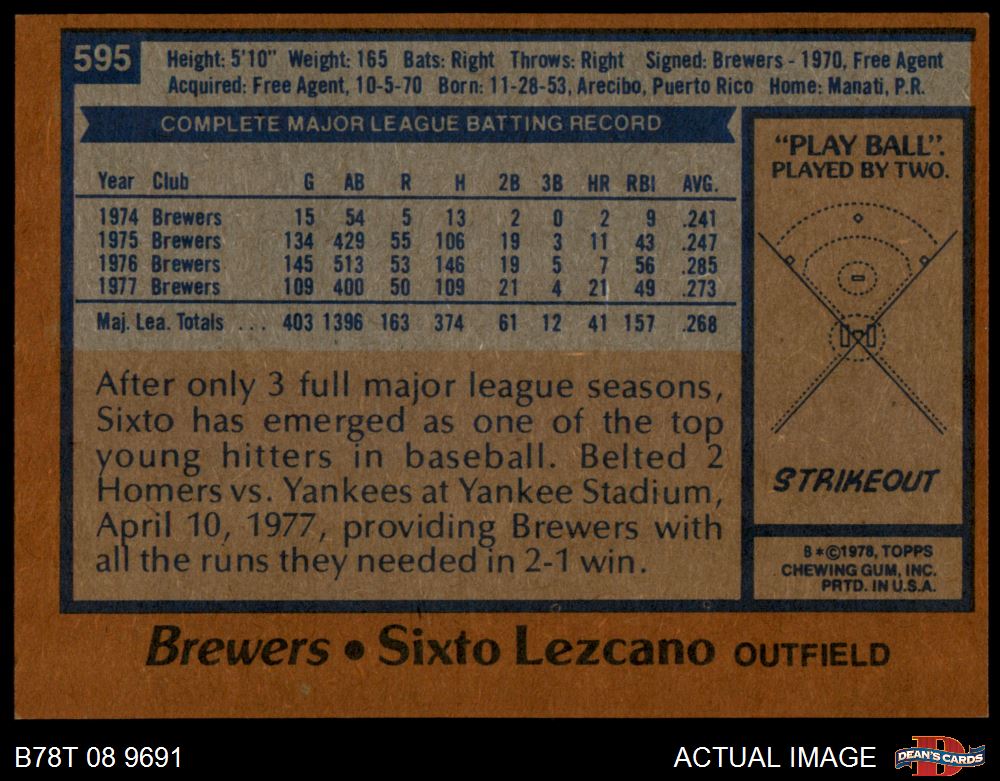 595
Height: 5'10" Weight: 165 Bats: Right Throws: Right Signed: Brewers - 1970, Free Agent
Acquired: Free Agent, 10-5-70 Born: 11-28-53, Arecibo, Puerto Rico Home: Manati, P.R.
COMPLETE MAJOR LEAGUE BATTING RECORD
Year Club G AB R H 2B 3B HR RBI AVG.
1974 Brewers 15 54 5 13 2 0 2 9 .241
1975 Brewers 134 429 55 106 19 3 11 43 .247
1976 Brewers 145 513 53 146 19 5 7 56 .285
1977 Brewers 109 400 50 109 21 4 21 49 .273
Maj. Lea. Totals ... 403 1396 163 374 61 12 41 157 .268
After only 3 full major league seasons,
Sixto has emerged as one of the top
young hitters in baseball. Belted 2
Homers vs. Yankees at Yankee Stadium,
April 10, 1977, providing Brewers with
all the runs they needed in 2-1 win.
"PLAY BALL".
PLAYED BY TWO.
STRIKEOUT
B*©1978, TOPPS
CHEWING GUM, INC.
PRTD. IN U.S.A.
Brewers • Sixto Lezcano OUTFIELD
B78T 08 9691
ACTUAL IMAGE
D
DEAN'S CARDS